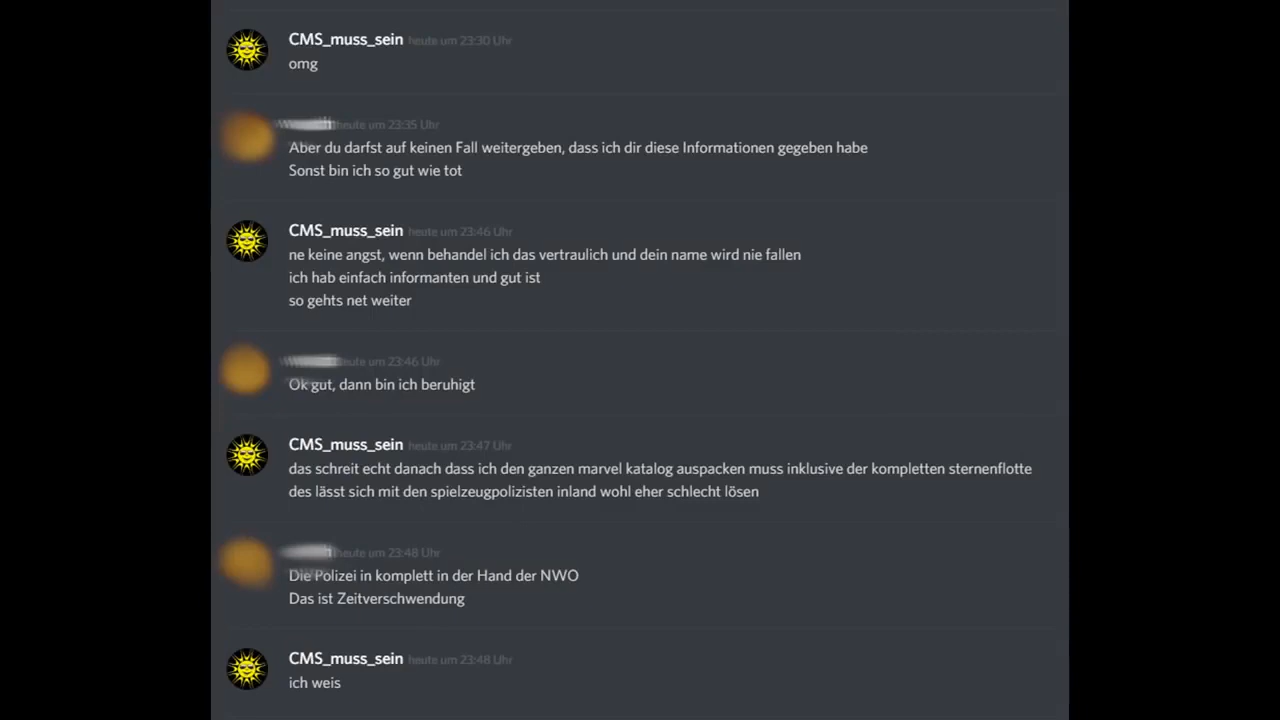 CMS_muss_sein heute um 23:30 Uhr
omg
heute um 23:35 Uhr
Aber du darfst auf keinen Fall weitergeben, dass ich dir diese Informationen gegeben habe
Sonst bin ich so gut wie tot
CMS_muss_sein heute um 23:46 Uhr
ne keine angst, wenn behandel ich das vertraulich und dein name wird nie fallen
ich hab einfach informanten und gut ist
so gehts net weiter
heute um 23:46 Uhr
Ok gut, dann bin ich beruhigt
CMS_muss_sein heute um 23:47 Uhr
das schreit echt danach dass ich den ganzen marvel katalog auspacken muss inklusive der kompletten sternenflotte
des lässt sich mit den spielzeugpolizisten inland wohl eher schlecht lösen
heute um 23:48 Uhr
Die Polizei in komplett in der Hand der NWO
Das ist Zeitverschwendung
CMS_muss_sein heute um 23:48 Uhr
ich weis